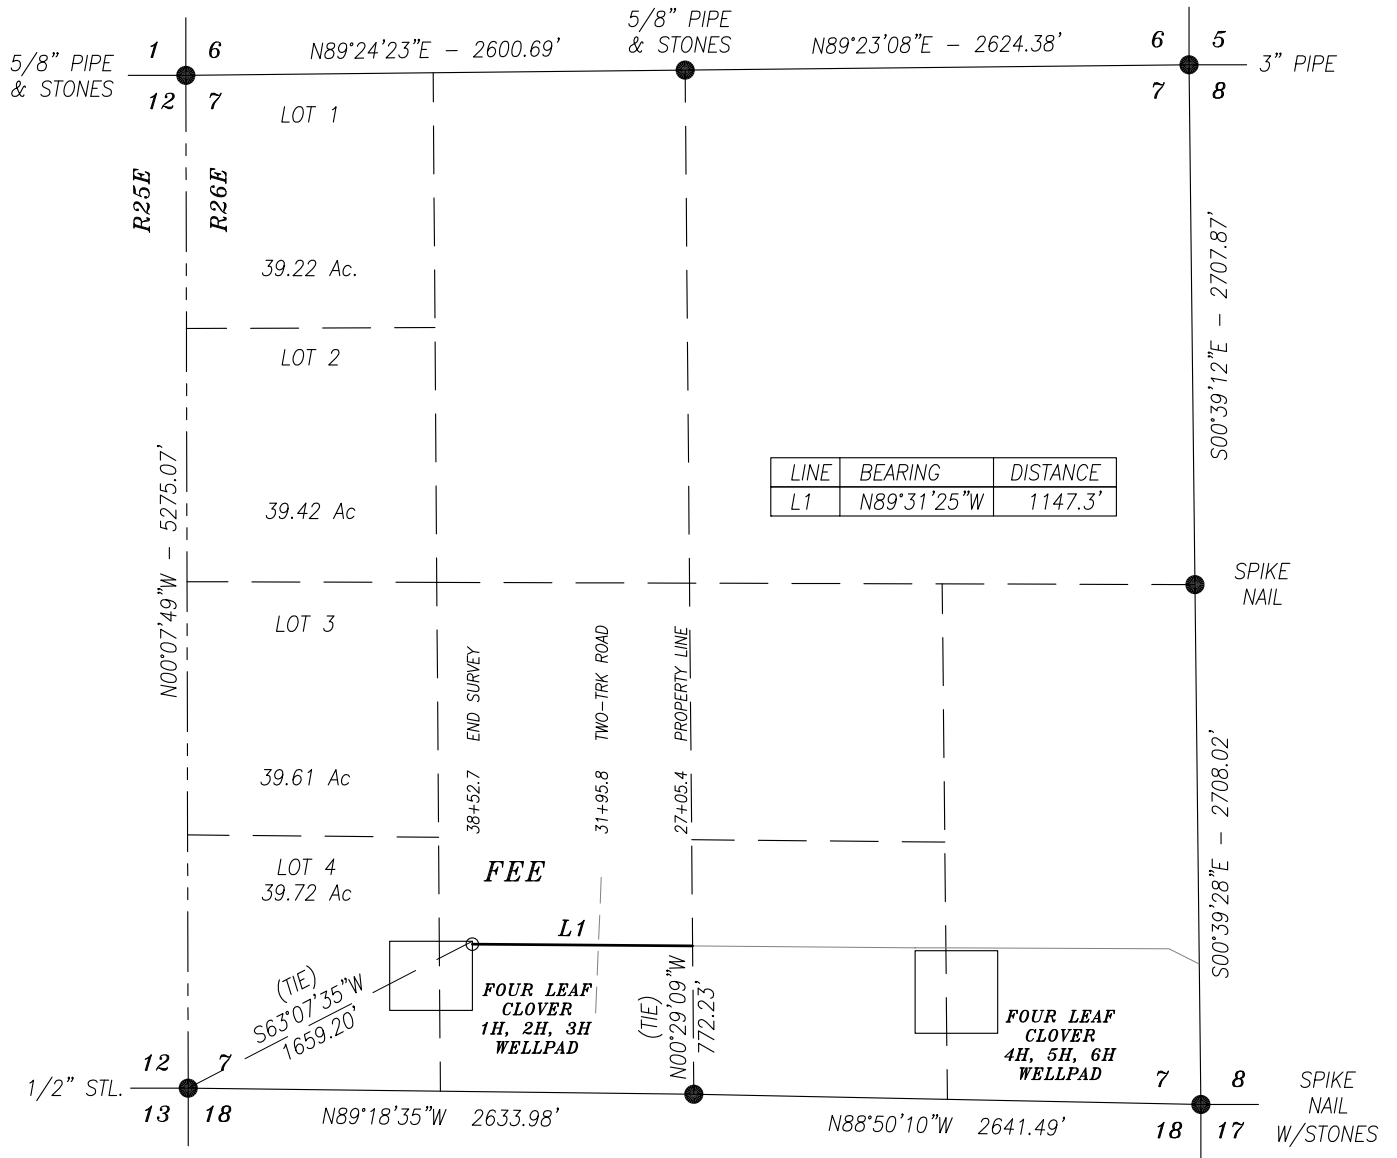 5/8" PIPE
& STONES
1 6
12 7
N89°24'23"E - 2600.69'
5/8" PIPE
& STONES
N89°23'08"E - 2624.38'
6 5
7 8
3" PIPE
LOT 1
R25E
R26E
39.22 Ac.
S00°39'12"E - 2707.87'
LOT 2
N00°07'49"W - 5275.07'
39.42 Ac
LINE BEARING DISTANCE
L1 N89°31'25"W 1147.3'
SPIKE
NAIL
LOT 3
38+52.7 END SURVEY
31+95.8 TWO-TRK ROAD
27+05.4 PROPERTY LINE
39.61 Ac
S00°39'28"E - 2708.02'
LOT 4
39.72 Ac
FEE
L1
(TIE)
S63°07'35"W
1659.20'
FOUR LEAF
CLOVER
1H, 2H, 3H
WELLPAD
(TIE)
N00°29'09"W
772.23'
FOUR LEAF
CLOVER
4H, 5H, 6H
WELLPAD
12 7
13 18
1/2" STL.
N89°18'35"W 2633.98'
N88°50'10"W 2641.49'
7 8
18 17
SPIKE
NAIL
W/STONES